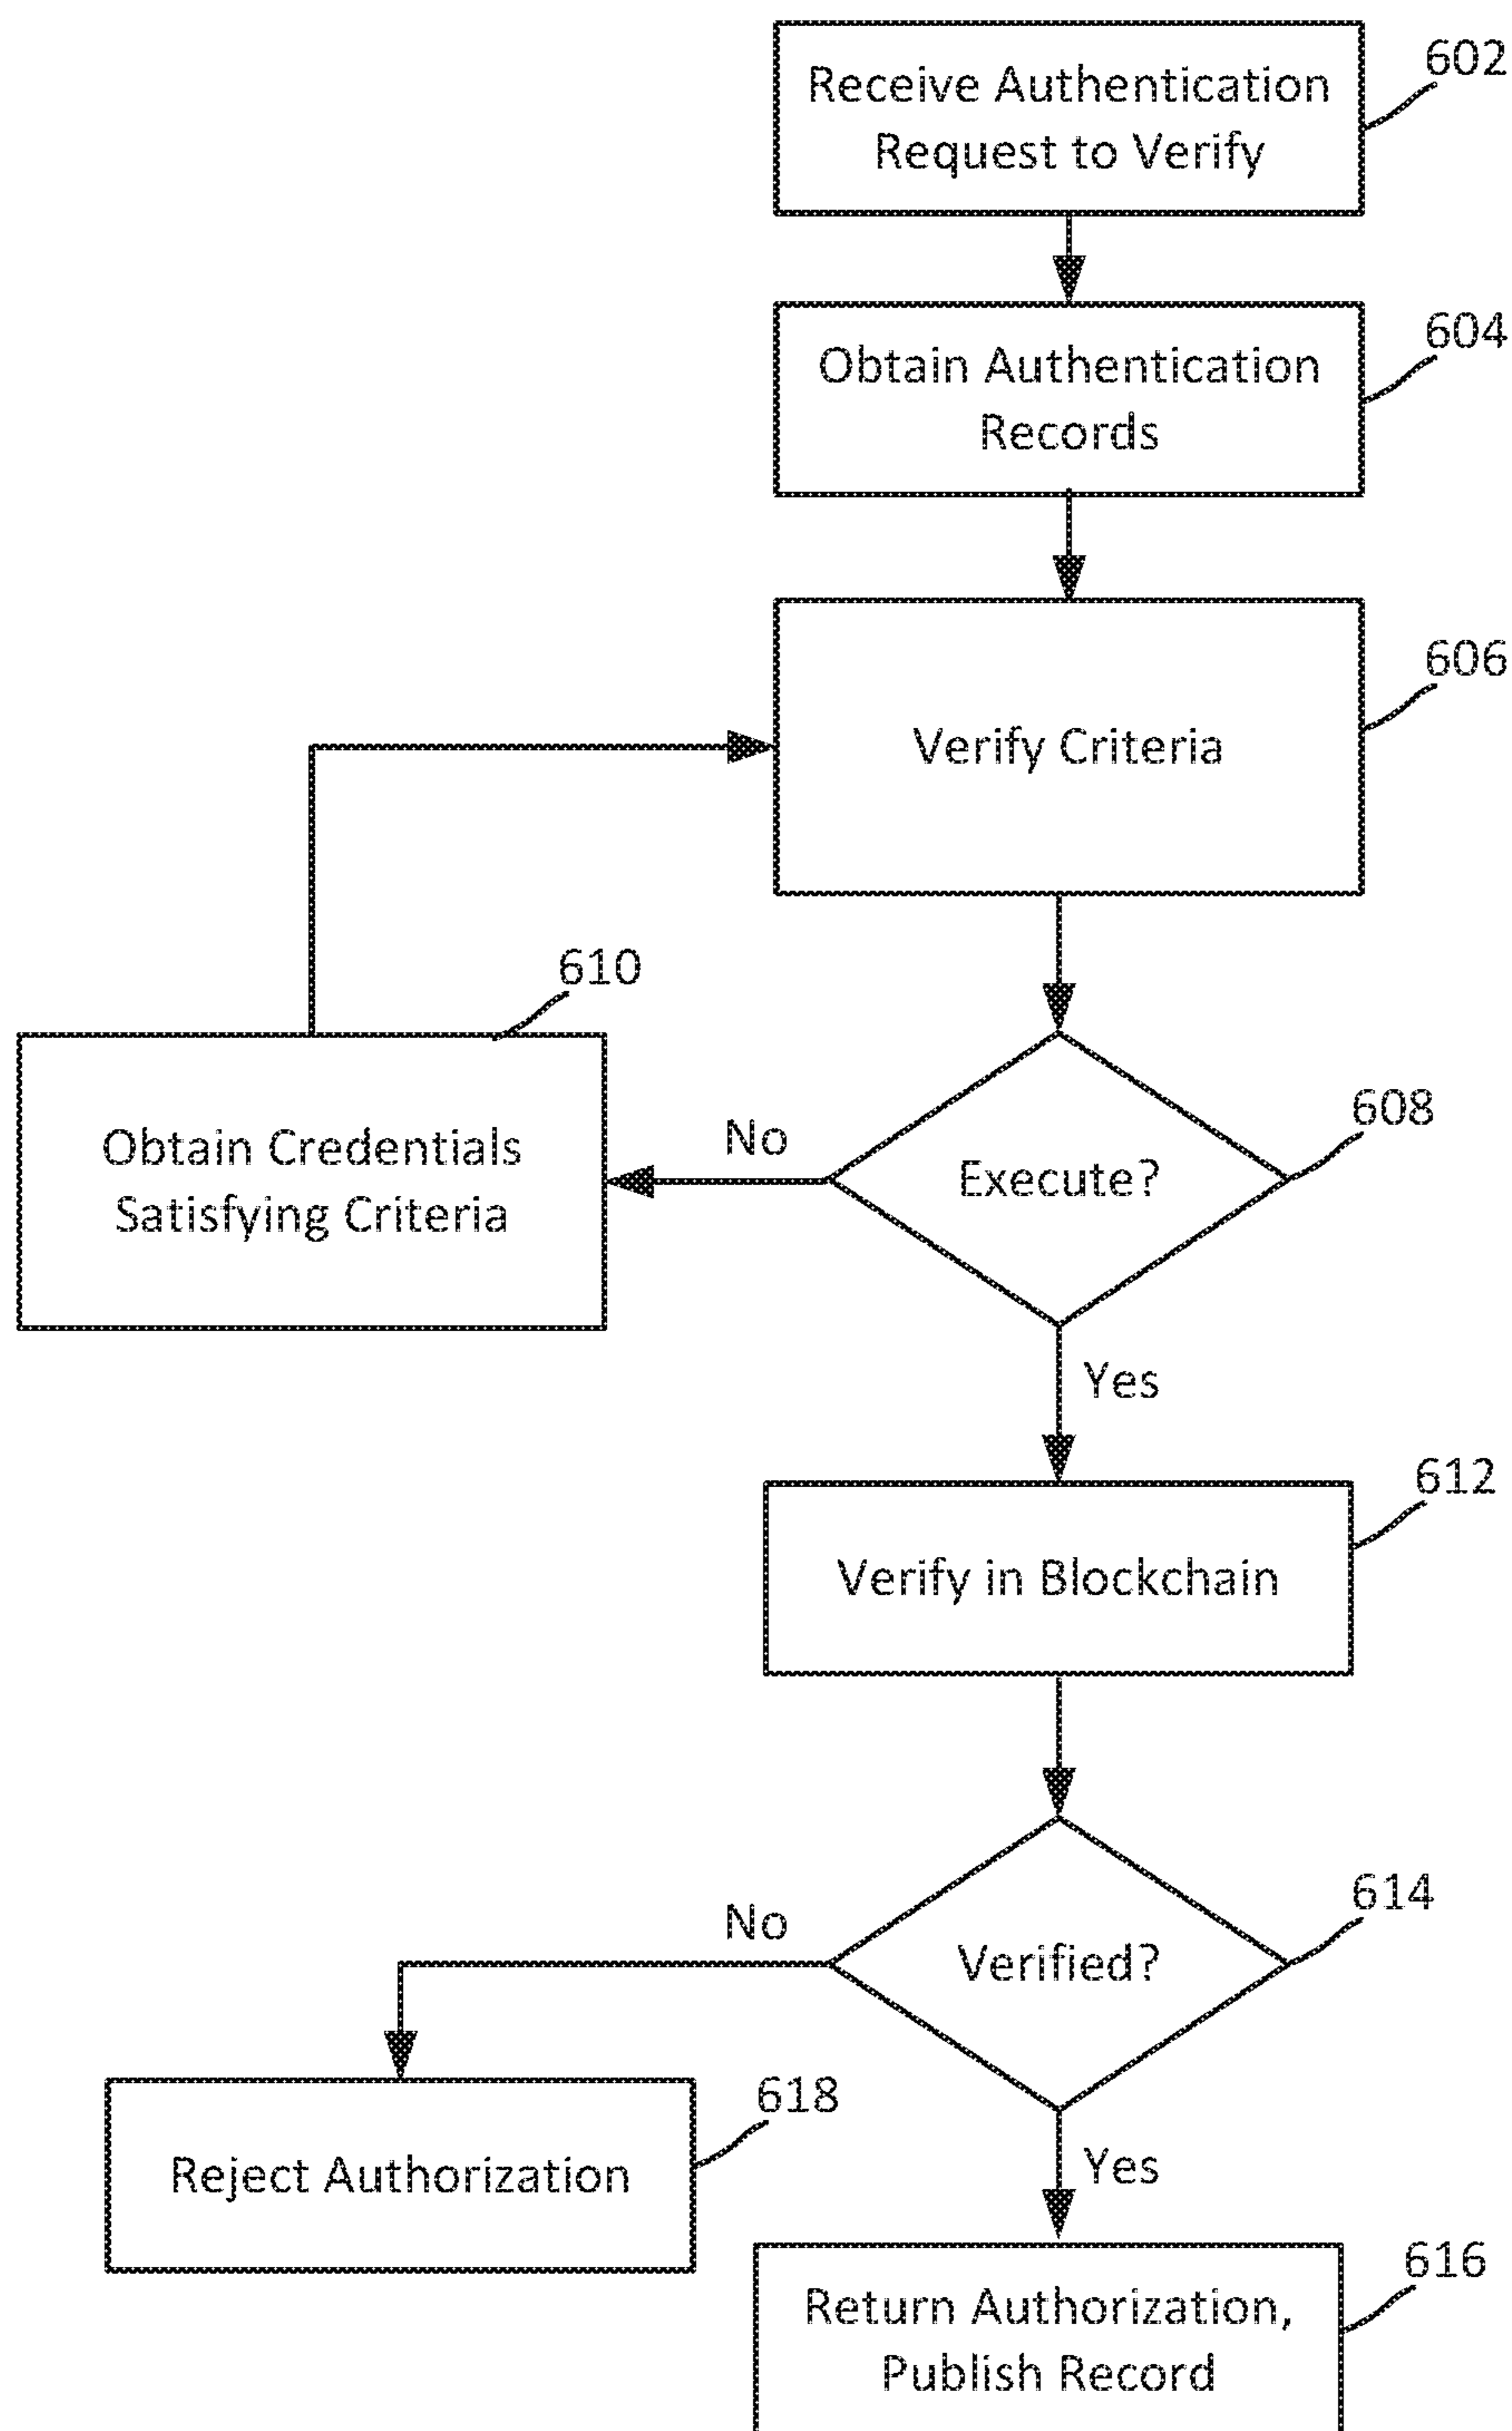 Receive Authentication
Request to Verify
602
Obtain Authentication
Records
604
Verify Criteria
606
610
Obtain Credentials
Satisfying Criteria
No
Execute?
608
Yes
Verify in Blockchain
612
No
Verified?
614
Reject Authorization
618
Yes
Return Authorization,
Publish Record
616